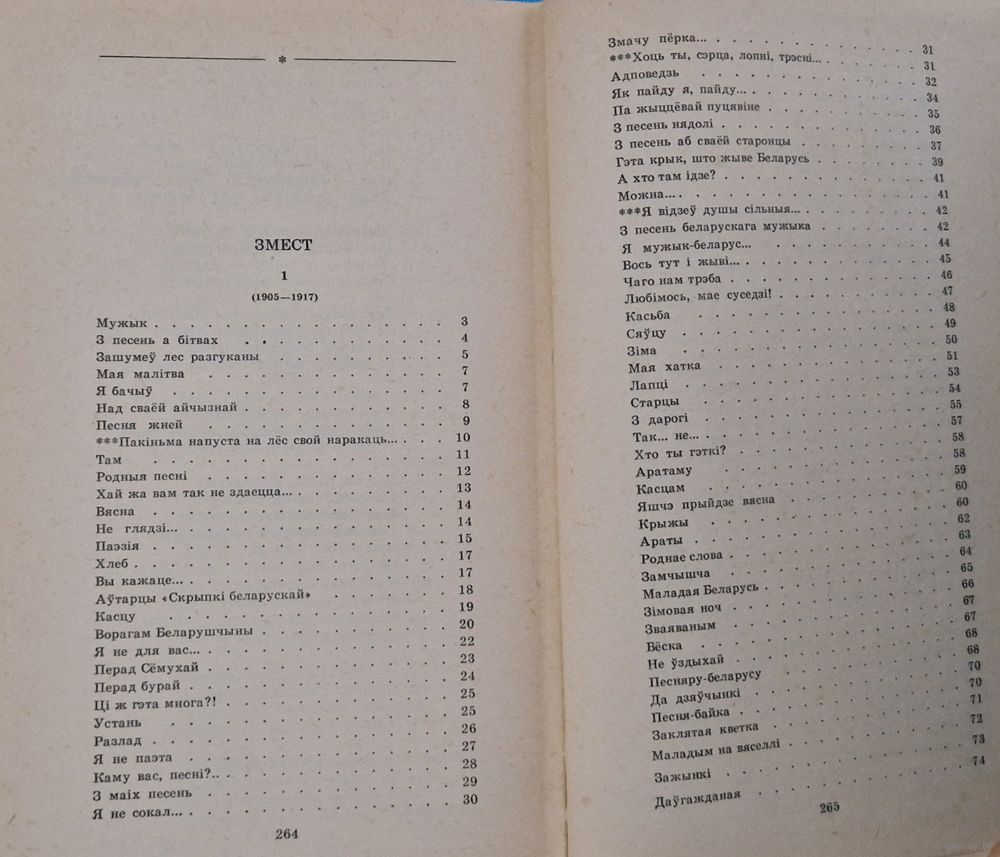 *
ЗМЕСТ
1
(1905—1917)
Мужык . . . . . . . . . . . . . . . . 3
З песень а бітвах . . . . . . . . . . . . 4
Зашумеў лес разгуканы . . . . . . . . . 5
Мая малітва . . . . . . . . . . . . . 7
Я бачыў . . . . . . . . . . . . . . . 7
Над сваёй айчызнай . . . . . . . . . . . 8
Песня жней . . . . . . . . . . . . . 9
***Пакіньма напуста на лёс свой наракаць... . . . 10
Там . . . . . . . . . . . . . . . . 11
Родныя песні . . . . . . . . . . . . . 12
Хай жа вам так не здаецца... . . . . . . . . 13
Вясна . . . . . . . . . . . . . . . 14
Не глядзі... . . . . . . . . . . . . . . 14
Паэзія . . . . . . . . . . . . . . . 15
Хлеб . . . . . . . . . . . . . . . . 17
Вы кажаце... . . . . . . . . . . . . . 17
Аўтарцы «Скрыпкі беларускай» . . . . . . . 18
Касцу . . . . . . . . . . . . . . . 19
Ворагам Беларушчыны . . . . . . . . . . 20
Я не для вас... . . . . . . . . . . . . 22
Перад Сёмухай . . . . . . . . . . . . 23
Перад бурай . . . . . . . . . . . . . 24
Ці ж гэта многа?! . . . . . . . . . . . 25
Устань . . . . . . . . . . . . . . . 25
Разлад . . . . . . . . . . . . . . . 26
Я не паэта . . . . . . . . . . . . . . 27
Каму вас, песні?.. . . . . . . . . . . . 28
З маіх песень . . . . . . . . . . . . . 29
Я не сокал... . . . . . . . . . . . . . 30
264
Змачу пёрка... . . . . . . . . . . . . 31
***Хоць ты, сэрца, лопні, трэсні... . . . . . . 31
Адповедзь . . . . . . . . . . . . . 32
Як пайду я, пайду... . . . . . . . . . . 34
Па жыццёвай пуцявіне . . . . . . . . . 35
З песень нядолі . . . . . . . . . . . . 36
З песень аб сваёй старонцы . . . . . . . 37
Гэта крык, што жыве Беларусь . . . . . . . 39
А хто там ідзе? . . . . . . . . . . . . 41
Можна... . . . . . . . . . . . . . . 41
***Я відзеў душы сільныя... . . . . . . . . 42
З песень беларускага мужыка . . . . . . . 42
Я мужык-беларус... . . . . . . . . . . 44
Вось тут і жыві... . . . . . . . . . . . 45
Чаго нам трэба . . . . . . . . . . . . 46
Любімось, мае суседзі! . . . . . . . . . 47
Касьба . . . . . . . . . . . . . . 48
Сяўцу . . . . . . . . . . . . . . 49
Зіма . . . . . . . . . . . . . . . 50
Мая хатка . . . . . . . . . . . . . 51
Лапці . . . . . . . . . . . . . . 53
Старцы . . . . . . . . . . . . . . 54
З дарогі . . . . . . . . . . . . . . 55
Так... не... . . . . . . . . . . . . . 57
Хто ты гэткі? . . . . . . . . . . . . 58
Аратаму . . . . . . . . . . . . . . 58
Касцам . . . . . . . . . . . . . . 59
Яшчэ прыйдзе вясна . . . . . . . . . . 60
Крыжы . . . . . . . . . . . . . . 60
Араты . . . . . . . . . . . . . . 62
Роднае слова . . . . . . . . . . . . 63
Замчышча . . . . . . . . . . . . . 64
Маладая Беларусь . . . . . . . . . . . 65
Зімовая ноч . . . . . . . . . . . . 66
Зваяваным . . . . . . . . . . . . . 67
Вёска . . . . . . . . . . . . . . 67
Не ўздыхай . . . . . . . . . . . . . 68
Песняру-беларусу . . . . . . . . . . . 68
Да дзяўчынкі . . . . . . . . . . . . 70
Песня-байка . . . . . . . . . . . . 70
Заклятая кветка . . . . . . . . . . . 71
Маладым на вяселлі . . . . . . . . . . 72
Зажынкі . . . . . . . . . . . . . 73
Даўгажданая . . . . . . . . . . . . 74
265